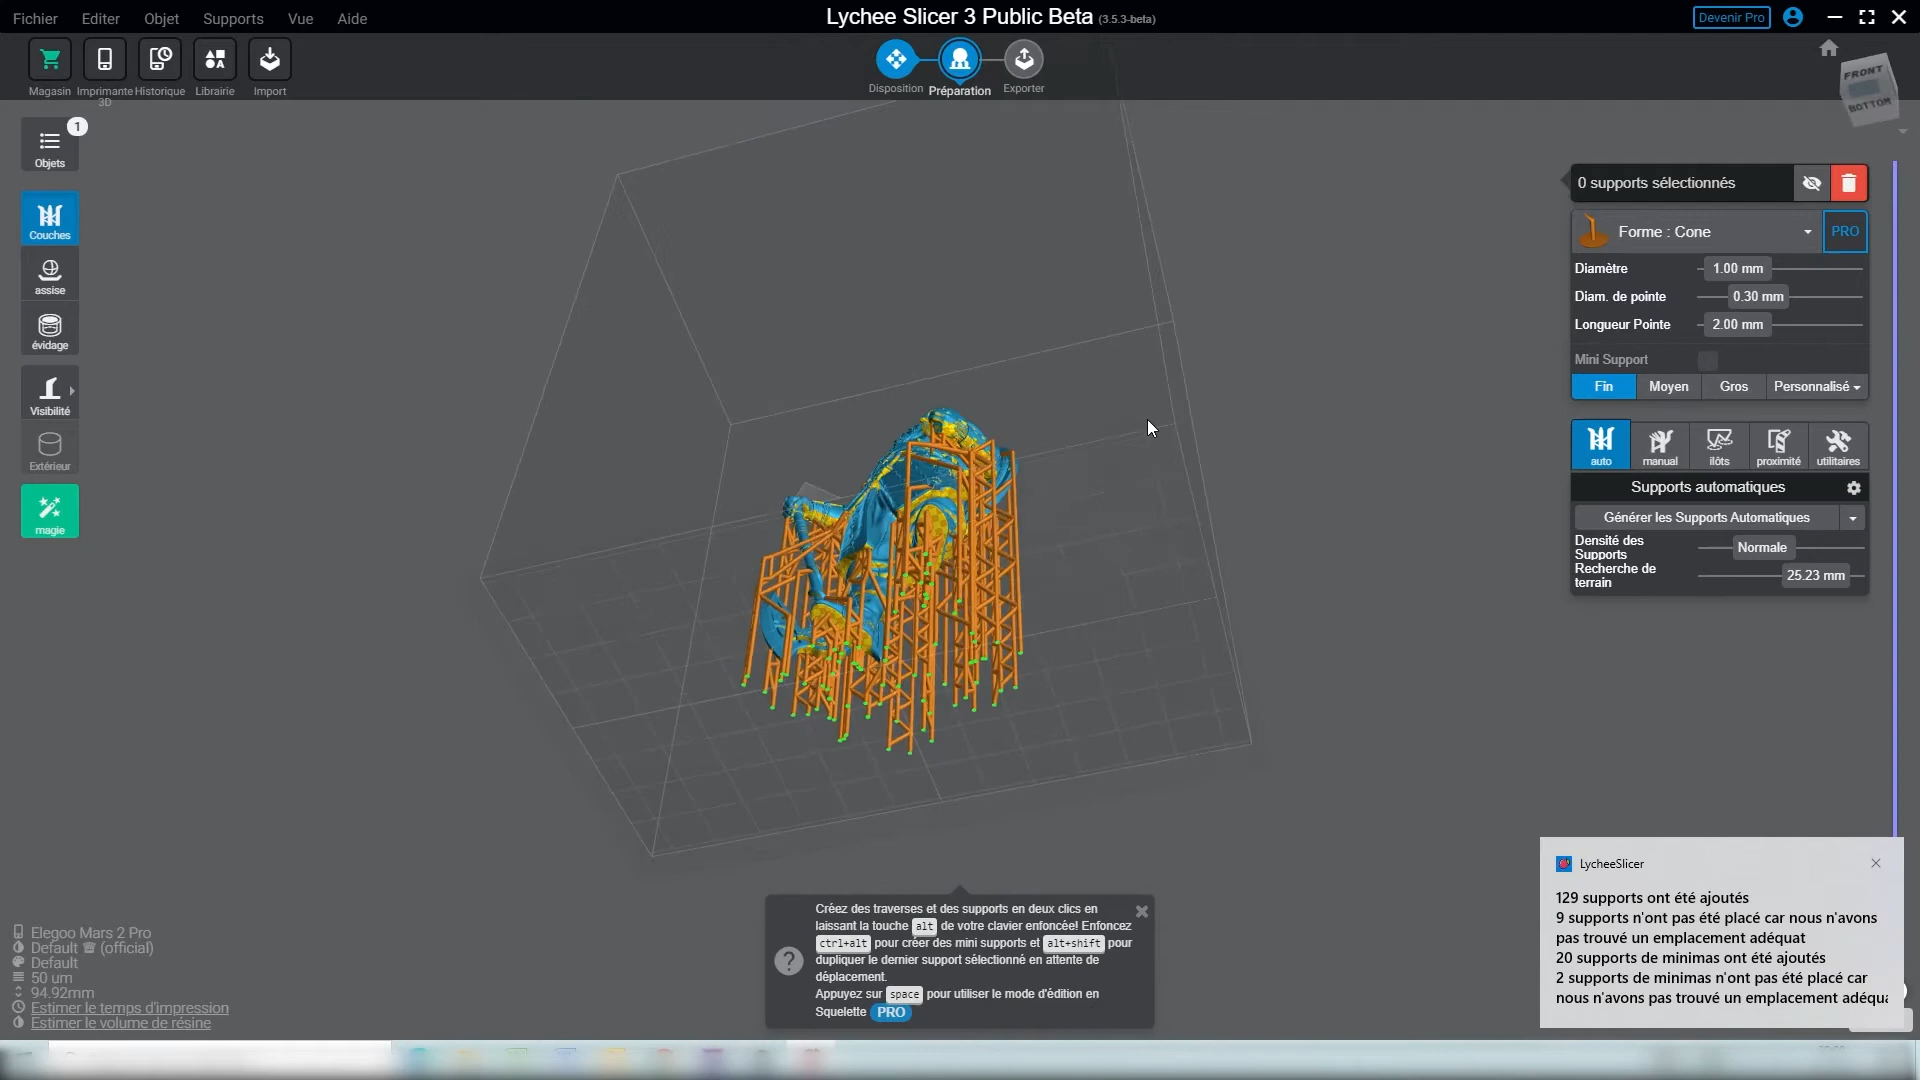 Fichier Editer Objet Supports Vue Aide
Lychee Slicer 3 Public Beta (3.5.3-beta)
Devenir Pro
Magasin Imprimante 3D Historique Librairie Import
Disposition Préparation Exporter
FRONT
BOTTOM
1
Objets
Couches
assise
évidage
Visibilité
Extérieur
magie
0 supports sélectionnés
Forme : Cone PRO
Diamètre 1.00 mm
Diam. de pointe 0.30 mm
Longueur Pointe 2.00 mm
Mini Support
Fin Moyen Gros Personnalisé
auto manual ilôts proximité utilitaires
Supports automatiques
Générer les Supports Automatiques
Densité des Supports Normale
Recherche de terrain 25.23 mm
Elegoo Mars 2 Pro
Default (official)
Default
50 um
94.92mm
Estimer le temps d'impression
Estimer le volume de résine
Créez des traverses et des supports en deux clics en
laissant la touche alt de votre clavier enfoncée! Enfoncez
ctrl+alt pour créer des mini supports et alt+shift pour
dupliquer le dernier support sélectionné en attente de
déplacement.
Appuyez sur space pour utiliser le mode d'édition en
Squelette PRO
LycheeSlicer
129 supports ont été ajoutés
9 supports n'ont pas été placé car nous n'avons
pas trouvé un emplacement adéquat
20 supports de minimas ont été ajoutés
2 supports de minimas n'ont pas été placé car
nous n'avons pas trouvé un emplacement adéqua